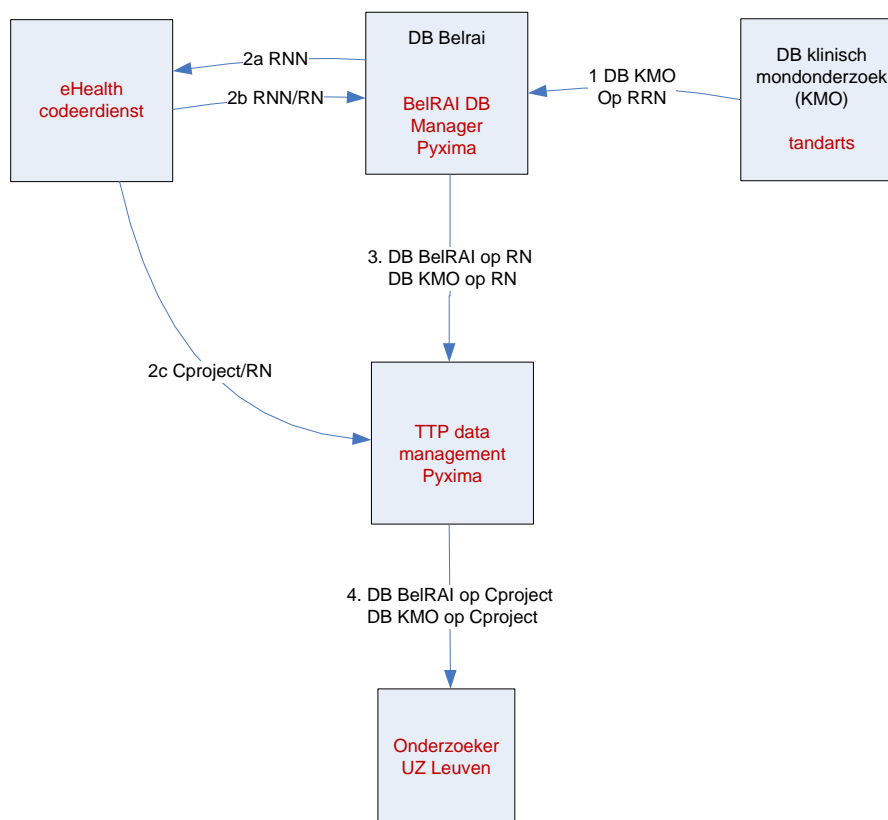 2a RNN
2b RNN/RN
eHealth
codeerdienst
DB Belrai
BelRAI DB
Manager
Pyxima
1 DB KMO
Op RRN
DB klinisch
mondonderzoek
(KMO)
tandarts
3. DB BelRAI op RN
DB KMO op RN
2c Cproject/RN
TTP data
management
Pyxima
4. DB BelRAI op Cproject
DB KMO op Cproject
Onderzoeker
UZ Leuven